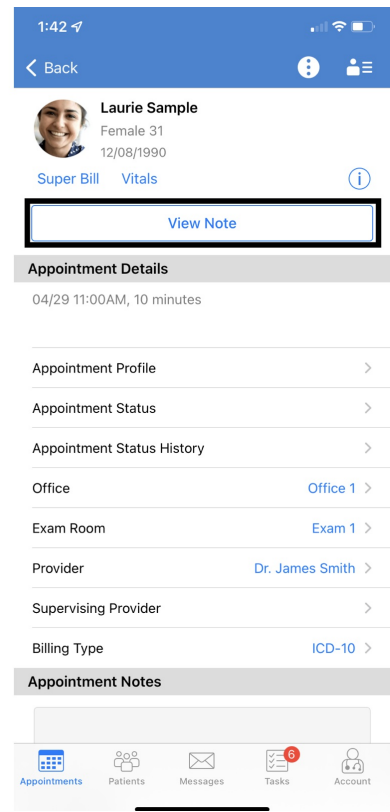 1:42
Back
Laurie Sample
Female 31
12/08/1990
Super Bill Vitals
View Note
Appointment Details
04/29 11:00AM, 10 minutes
Appointment Profile
Appointment Status
Appointment Status History
Office Office 1
Exam Room Exam 1
Provider Dr. James Smith
Supervising Provider
Billing Type ICD-10
Appointment Notes
6
Appointments Patients Messages Tasks Account